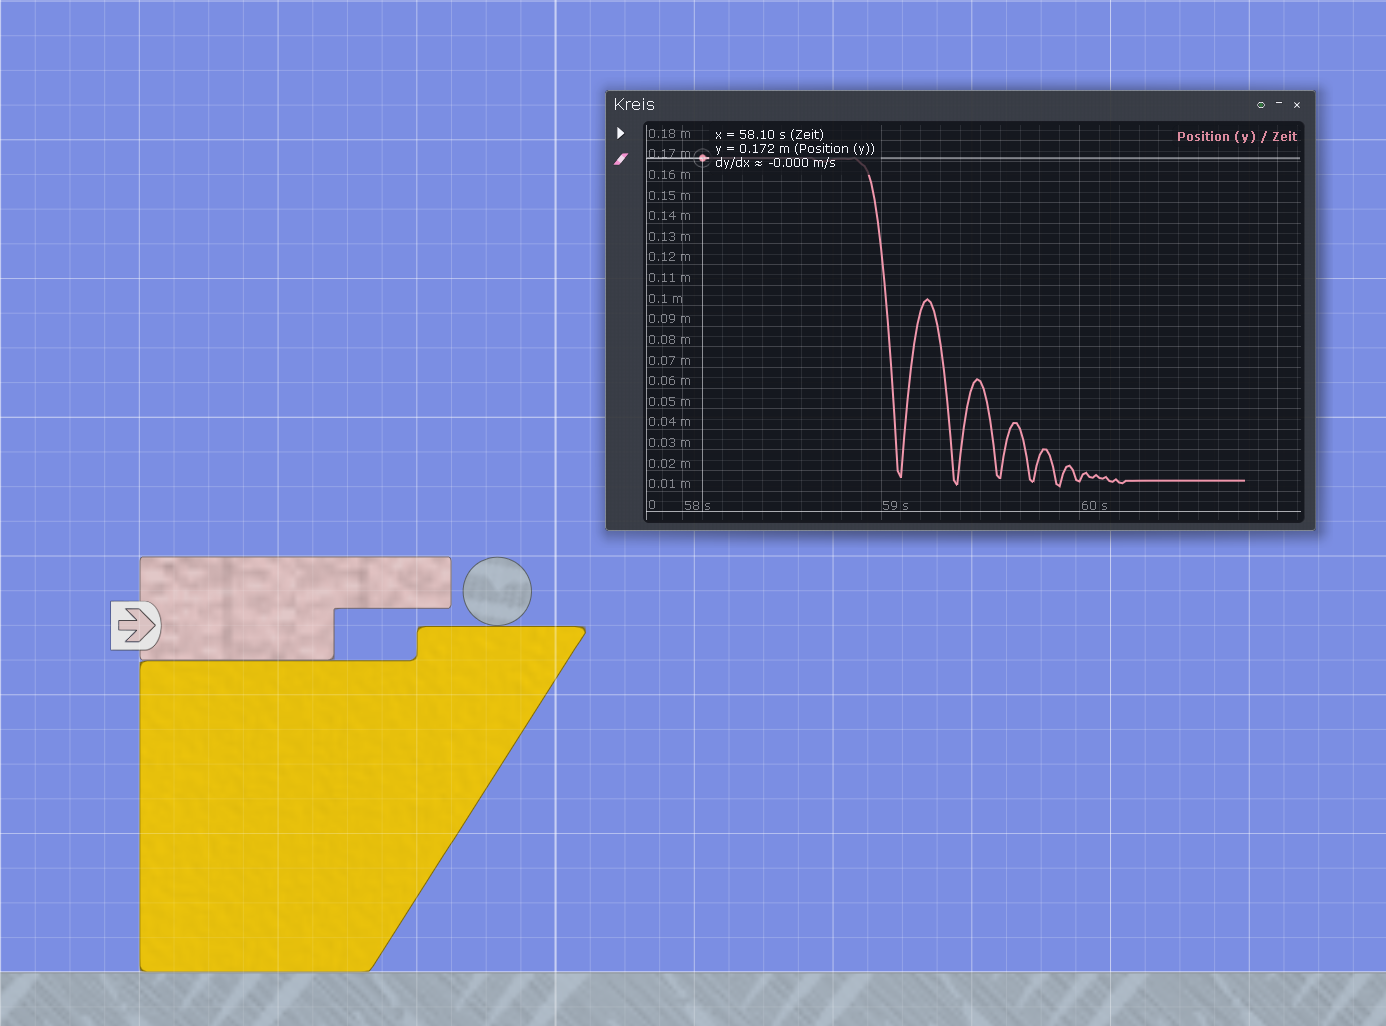 Kreis
x = 58.10 s (Zeit)
y = 0.172 m (Position (y))
dy/dx ≈ -0.000 m/s
Position (y) / Zeit
0.18 m
0.17 m
0.16 m
0.15 m
0.14 m
0.13 m
0.12 m
0.11 m
0.1 m
0.09 m
0.08 m
0.07 m
0.06 m
0.05 m
0.04 m
0.03 m
0.02 m
0.01 m
0
58 s
59 s
60 s